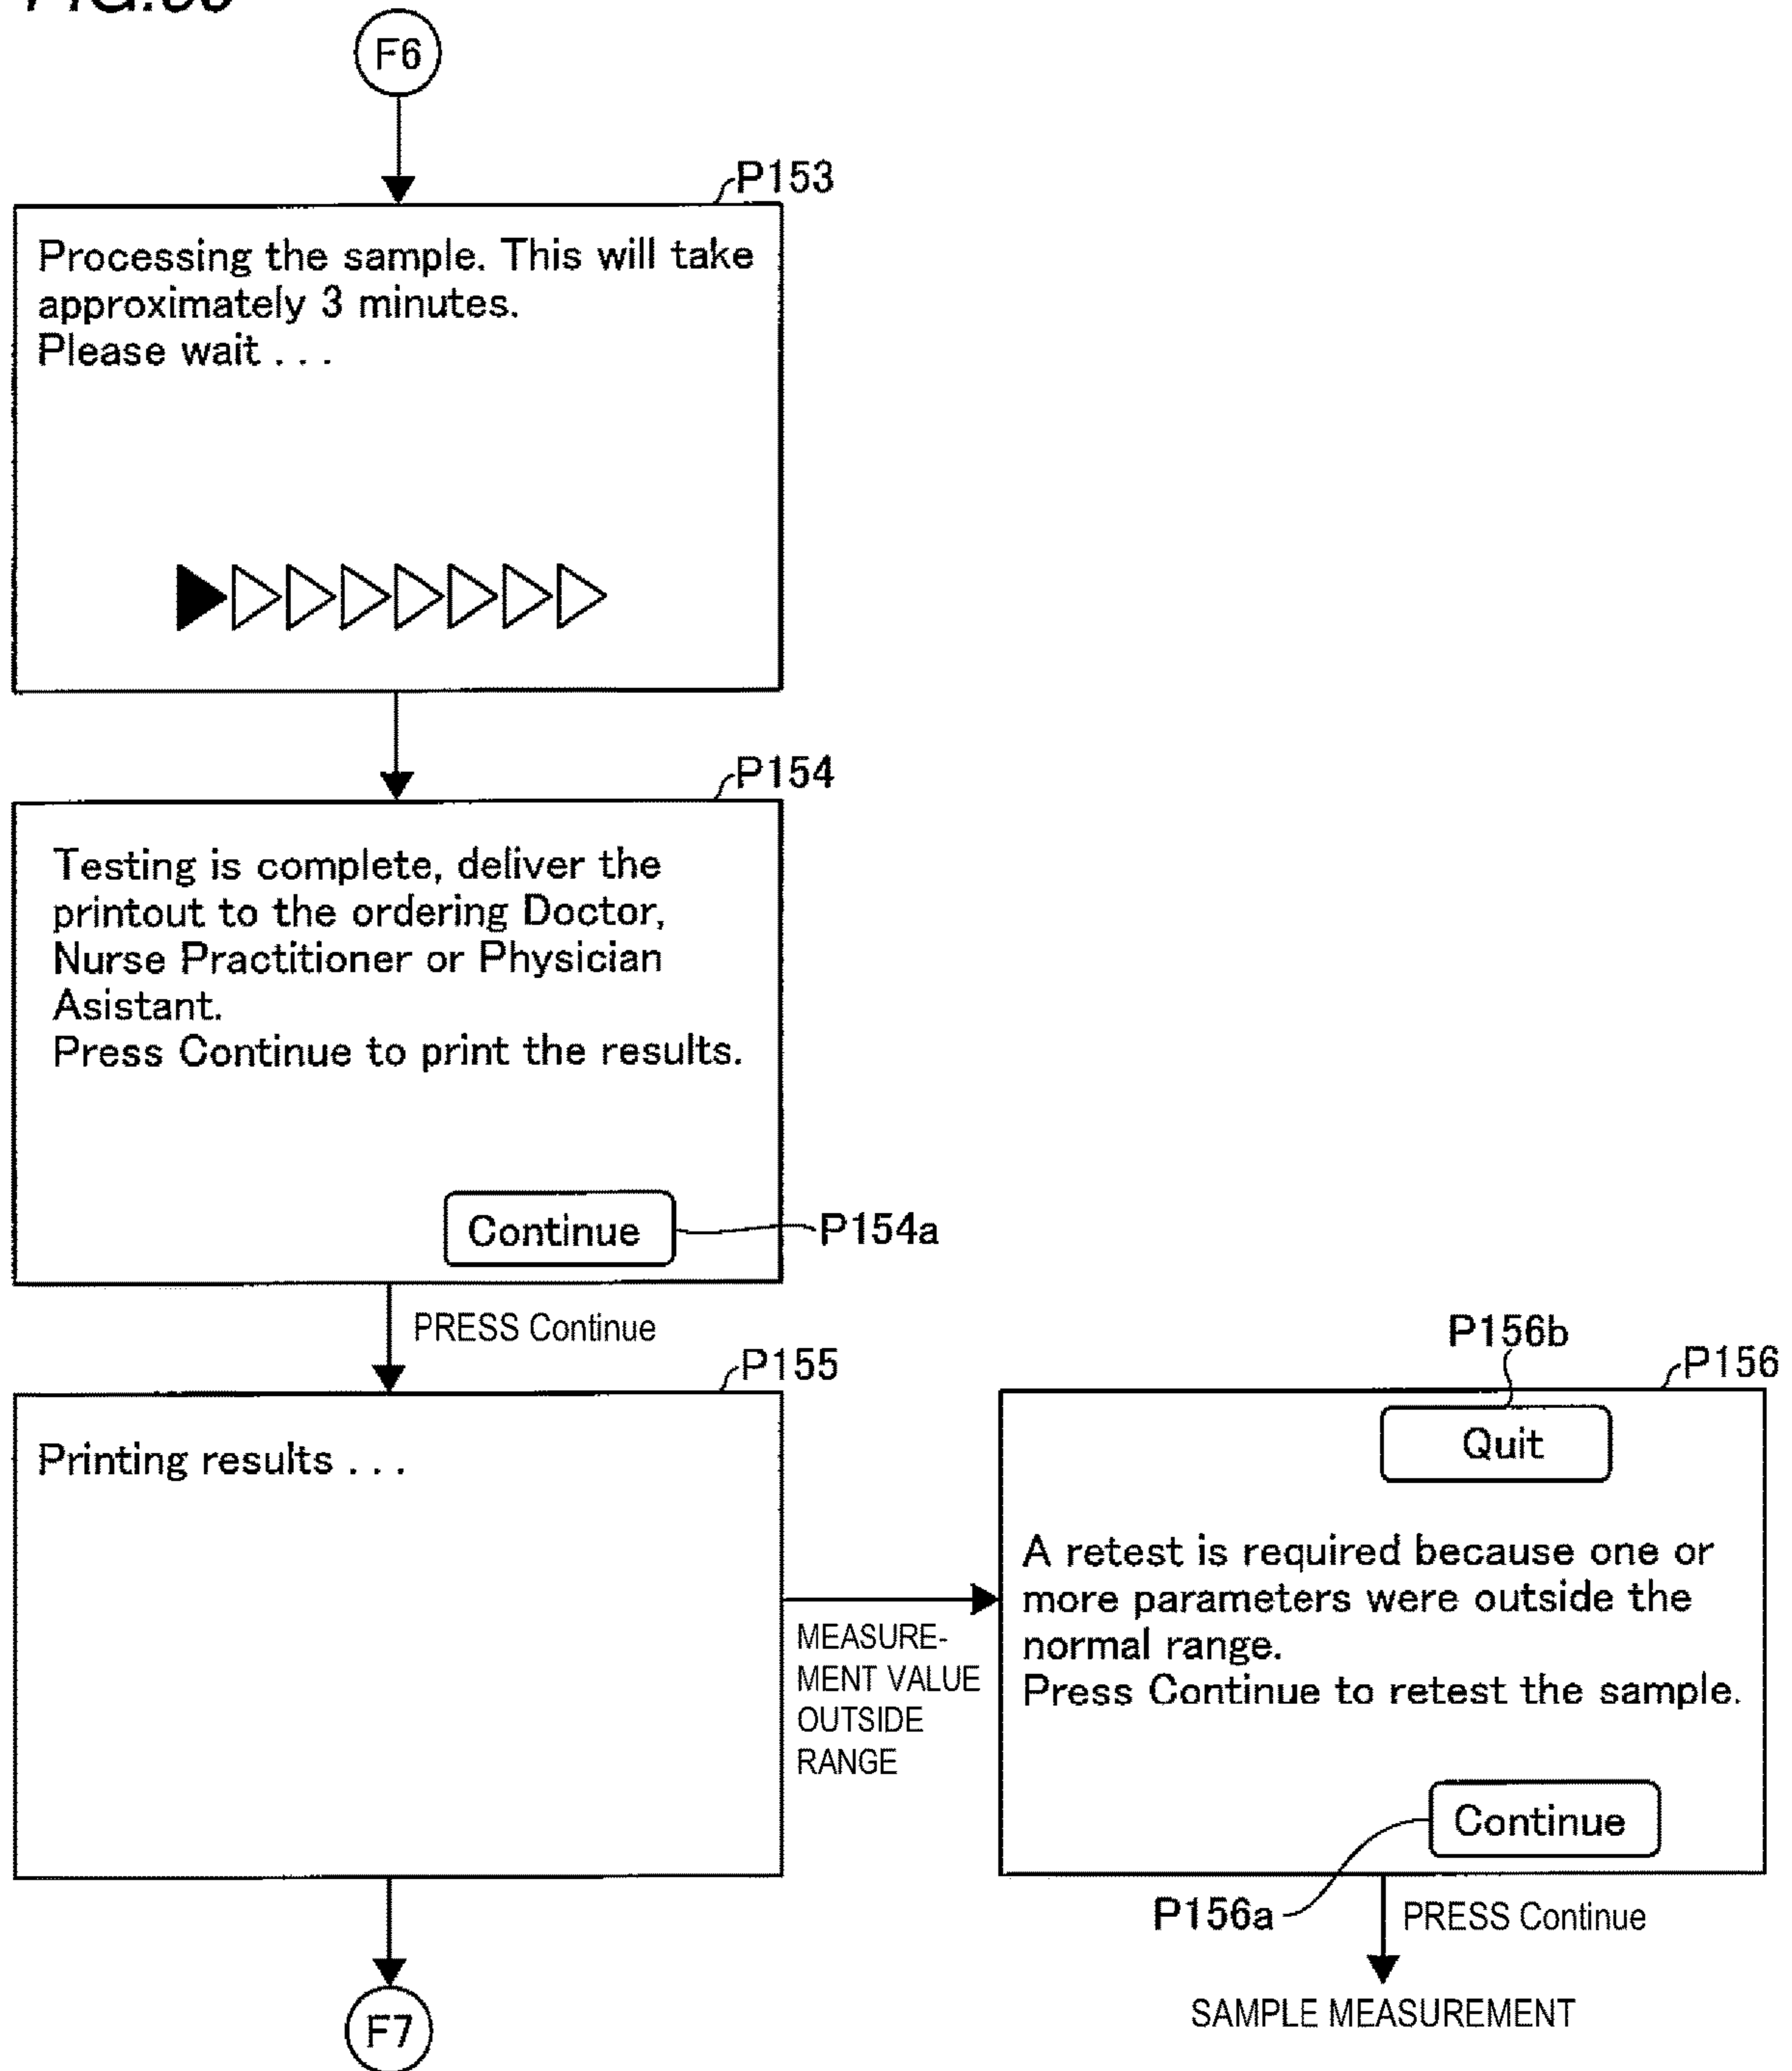 F6
P153
Processing the sample. This will take
approximately 3 minutes.
Please wait . . .
P154
Testing is complete, deliver the
printout to the ordering Doctor,
Nurse Practitioner or Physician
Asistant.
Press Continue to print the results.
Continue
P154a
PRESS Continue
P155
Printing results . . .
MEASURE-
MENT VALUE
OUTSIDE
RANGE
P156b
P156
Quit
A retest is required because one or
more parameters were outside the
normal range.
Press Continue to retest the sample.
Continue
P156a
PRESS Continue
SAMPLE MEASUREMENT
F7